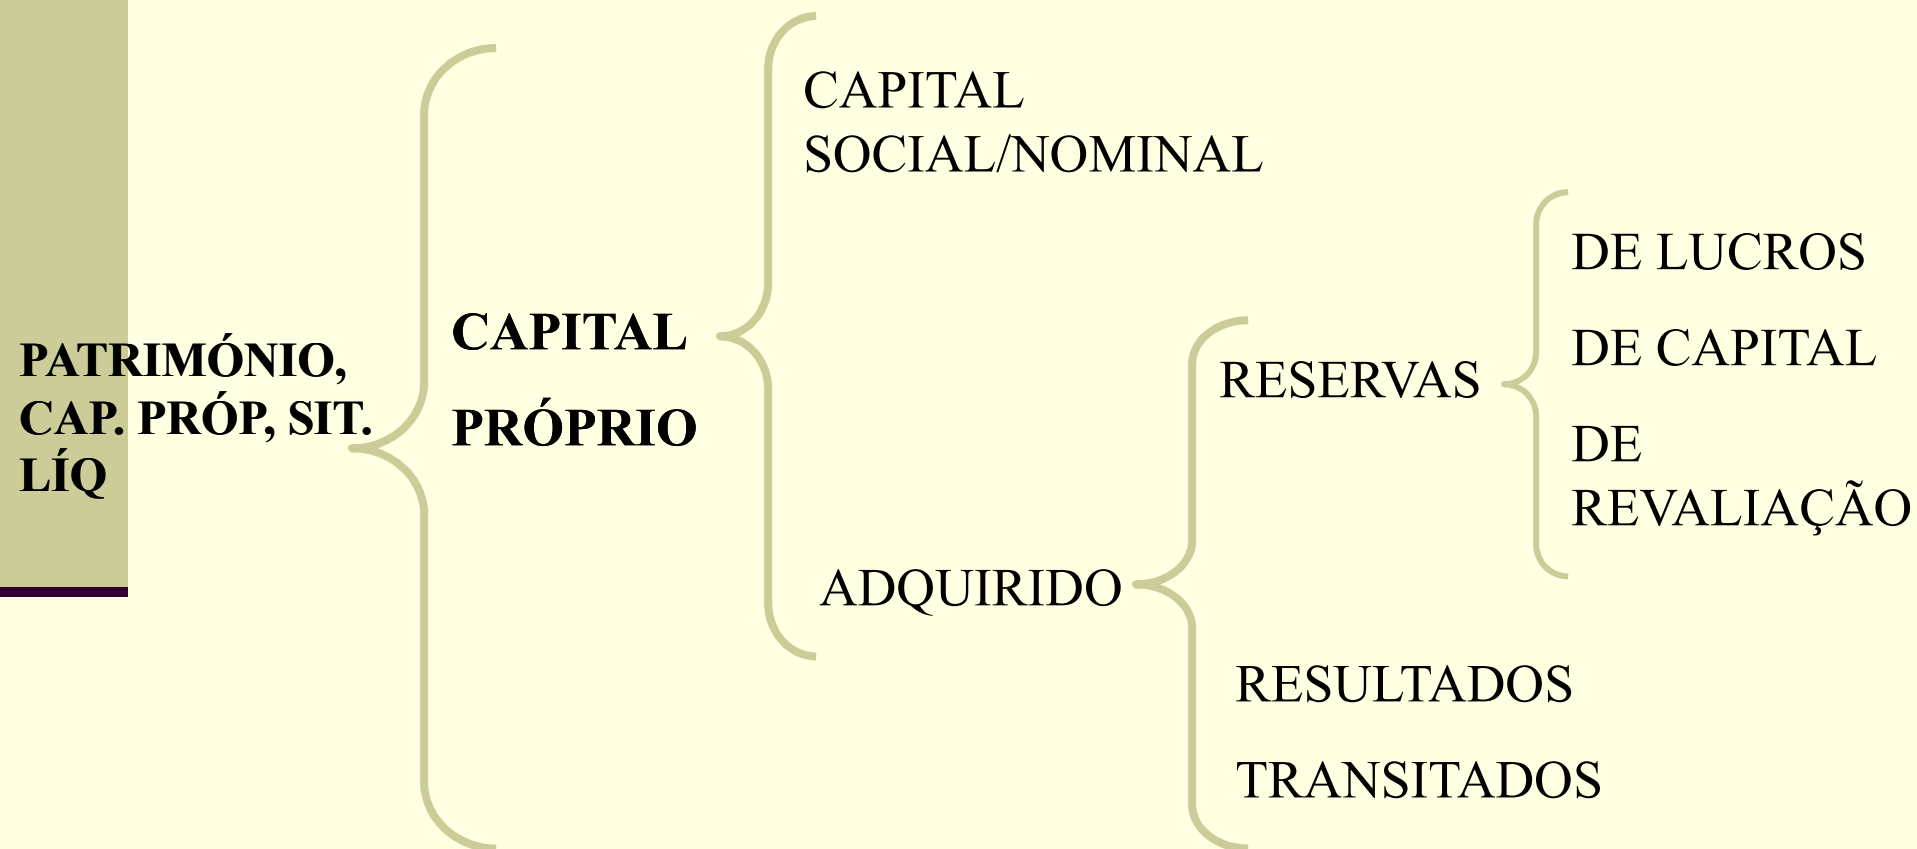 PATRIMÓNIO,
CAP. PRÓP, SIT.
LÍQ
CAPITAL
PRÓPRIO
CAPITAL
SOCIAL/NOMINAL
ADQUIRIDO
RESERVAS
DE LUCROS
DE CAPITAL
DE
REVALIAÇÃO
RESULTADOS
TRANSITADOS